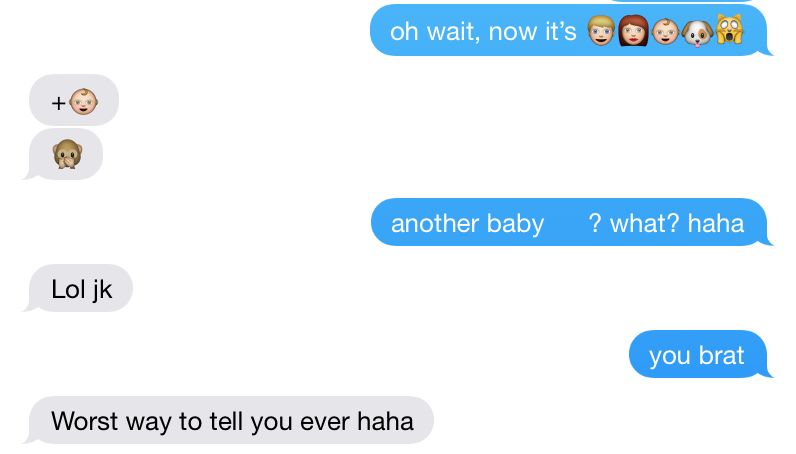 oh wait, now it's 👱👩👶🐶🙀
+👶
🙊
another baby ? what? haha
Lol jk
you brat
Worst way to tell you ever haha